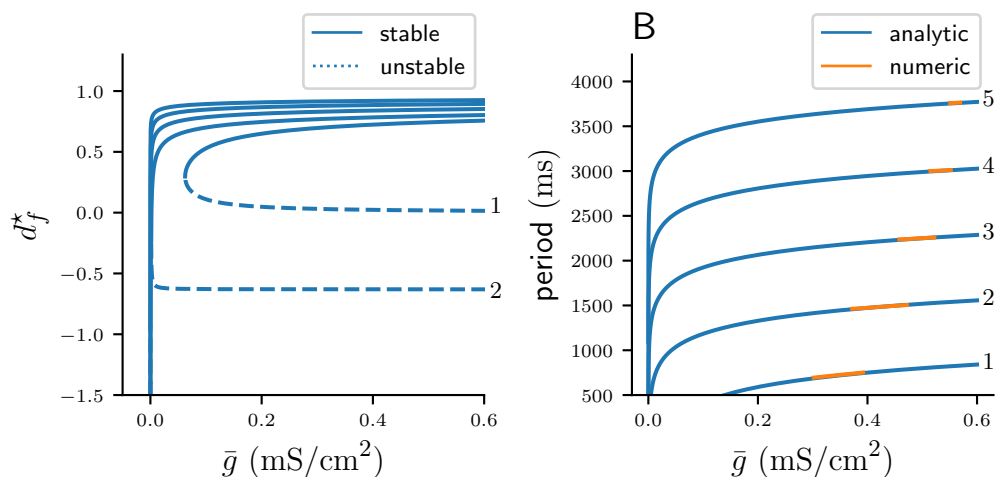 stable
unstable
1.0
0.5
0.0
−0.5
−1.0
−1.5
d_f^⋆
1
2
0.0 0.2 0.4 0.6
ḡ (mS/cm²)
B
analytic
numeric
4000
3500
3000
2500
2000
1500
1000
500
period (ms)
5
4
3
2
1
0.0 0.2 0.4 0.6
ḡ (mS/cm²)